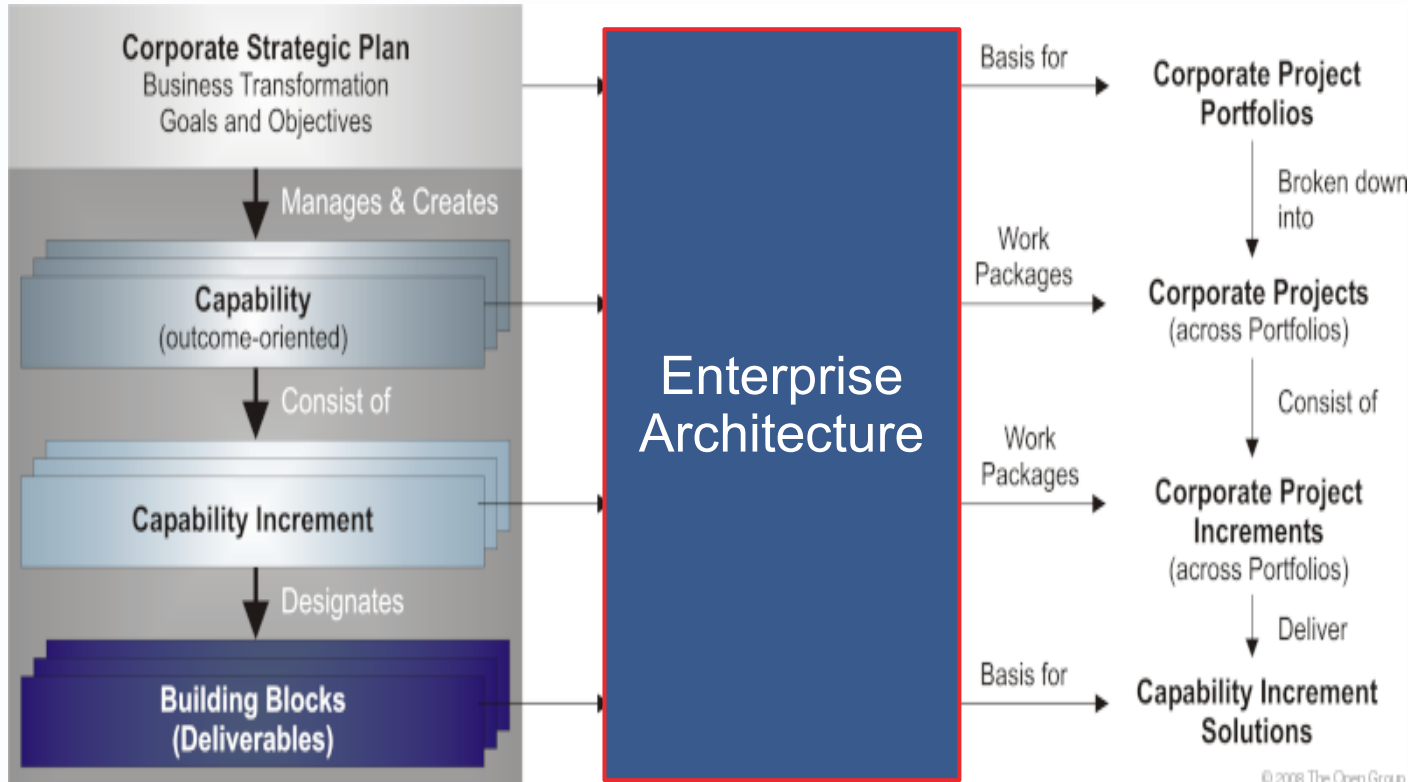 Corporate Strategic Plan
Business Transformation
Goals and Objectives
Manages & Creates
Capability
(outcome-oriented)
Consist of
Capability Increment
Designates
Building Blocks
(Deliverables)
Enterprise
Architecture
Basis for
Work
Packages
Work
Packages
Basis for
Corporate Project
Portfolios
Broken down
into
Corporate Projects
(across Portfolios)
Consist of
Corporate Project
Increments
(across Portfolios)
Deliver
Capability Increment
Solutions
© 2008 The Open Group